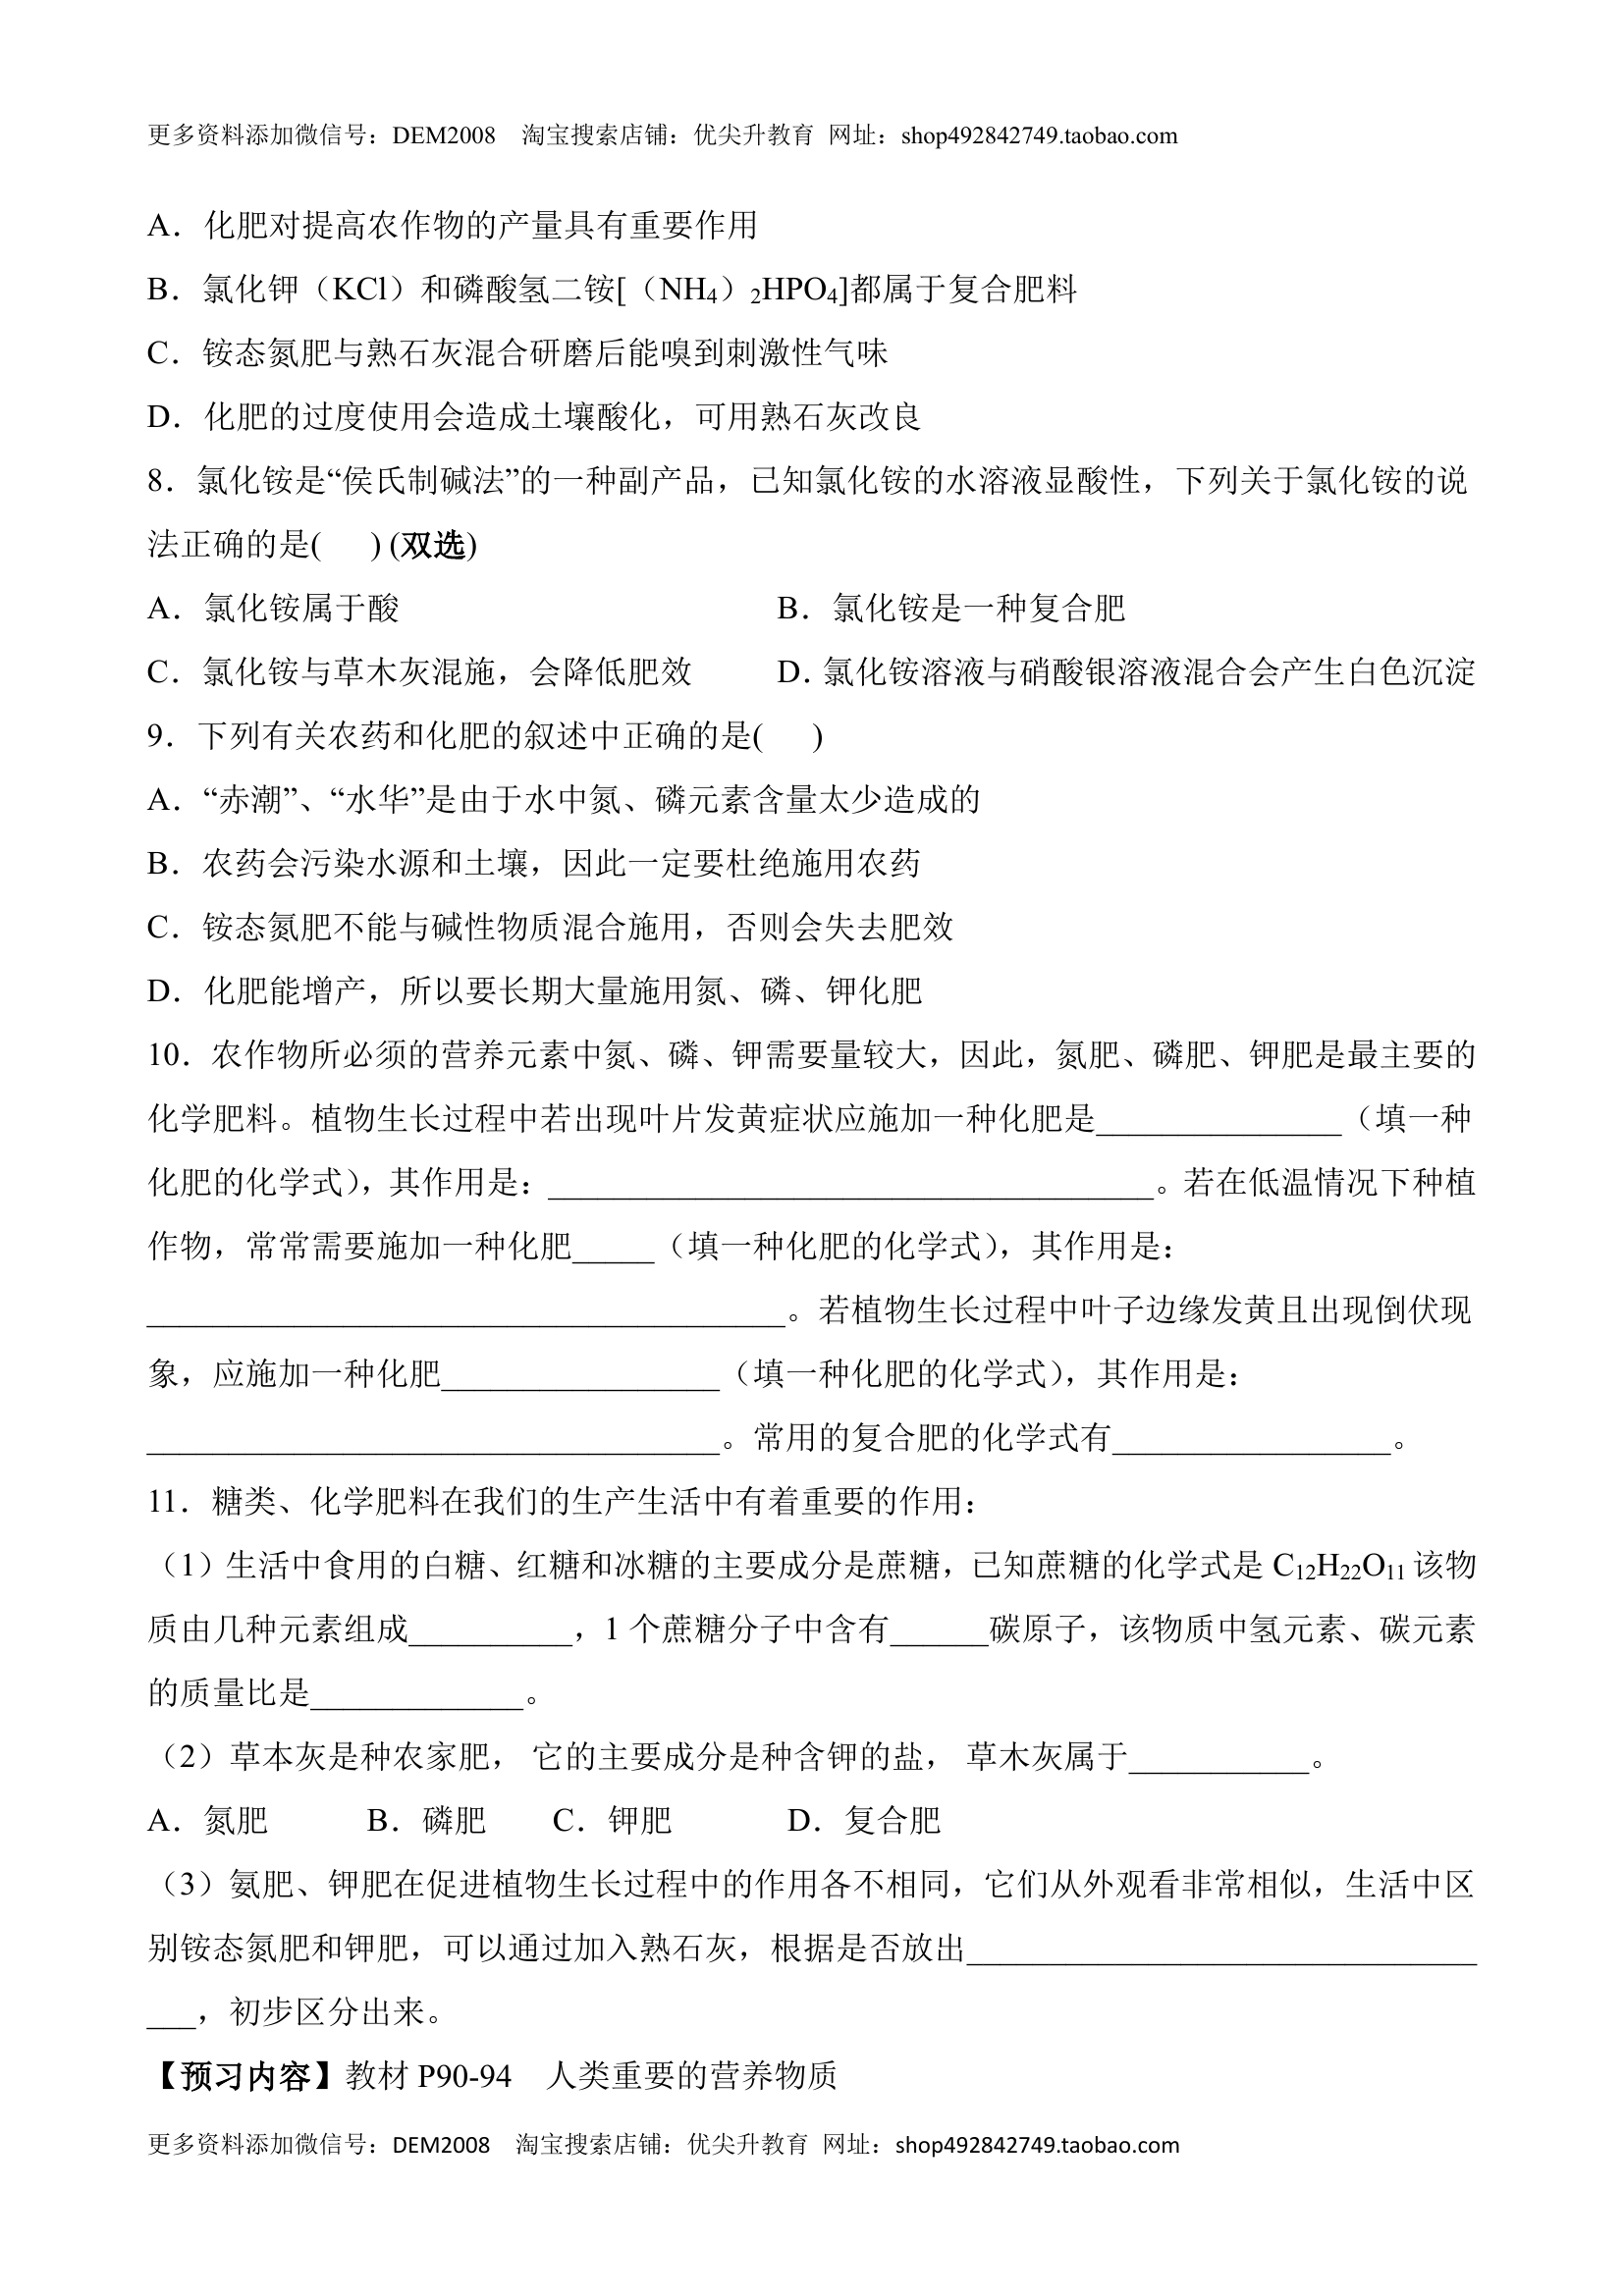 更多资料添加微信号：DEM2008 淘宝搜索店铺：优尖升教育 网址：shop492842749.taobao.com
A．化肥对提高农作物的产量具有重要作用
B．氯化钾（KCl）和磷酸氢二铵[（NH₄）₂HPO₄]都属于复合肥料
C．铵态氮肥与熟石灰混合研磨后能嗅到刺激性气味
D．化肥的过度使用会造成土壤酸化，可用熟石灰改良
8．氯化铵是“侯氏制碱法”的一种副产品，已知氯化铵的水溶液显酸性，下列关于氯化铵的说
法正确的是( ) (双选)
A．氯化铵属于酸 B．氯化铵是一种复合肥
C．氯化铵与草木灰混施，会降低肥效 D．氯化铵溶液与硝酸银溶液混合会产生白色沉淀
9．下列有关农药和化肥的叙述中正确的是( )
A．“赤潮”、“水华”是由于水中氮、磷元素含量太少造成的
B．农药会污染水源和土壤，因此一定要杜绝施用农药
C．铵态氮肥不能与碱性物质混合施用，否则会失去肥效
D．化肥能增产，所以要长期大量施用氮、磷、钾化肥
10．农作物所必须的营养元素中氮、磷、钾需要量较大，因此，氮肥、磷肥、钾肥是最主要的
化学肥料。植物生长过程中若出现叶片发黄症状应施加一种化肥是_______________（填一种
化肥的化学式），其作用是：_____________________________________。若在低温情况下种植
作物，常常需要施加一种化肥_____（填一种化肥的化学式），其作用是：
_______________________________________。若植物生长过程中叶子边缘发黄且出现倒伏现
象，应施加一种化肥_________________（填一种化肥的化学式），其作用是：
___________________________________。常用的复合肥的化学式有_________________。
11．糖类、化学肥料在我们的生产生活中有着重要的作用：
（1）生活中食用的白糖、红糖和冰糖的主要成分是蔗糖，已知蔗糖的化学式是 C₁₂H₂₂O₁₁ 该物
质由几种元素组成__________，1 个蔗糖分子中含有______碳原子，该物质中氢元素、碳元素
的质量比是_____________。
（2）草本灰是种农家肥， 它的主要成分是种含钾的盐， 草木灰属于___________。
A．氮肥 B．磷肥 C．钾肥 D．复合肥
（3）氨肥、钾肥在促进植物生长过程中的作用各不相同，它们从外观看非常相似，生活中区
别铵态氮肥和钾肥，可以通过加入熟石灰，根据是否放出_______________________________
___，初步区分出来。
【预习内容】教材 P90-94 人类重要的营养物质
更多资料添加微信号：DEM2008 淘宝搜索店铺：优尖升教育 网址：shop492842749.taobao.com